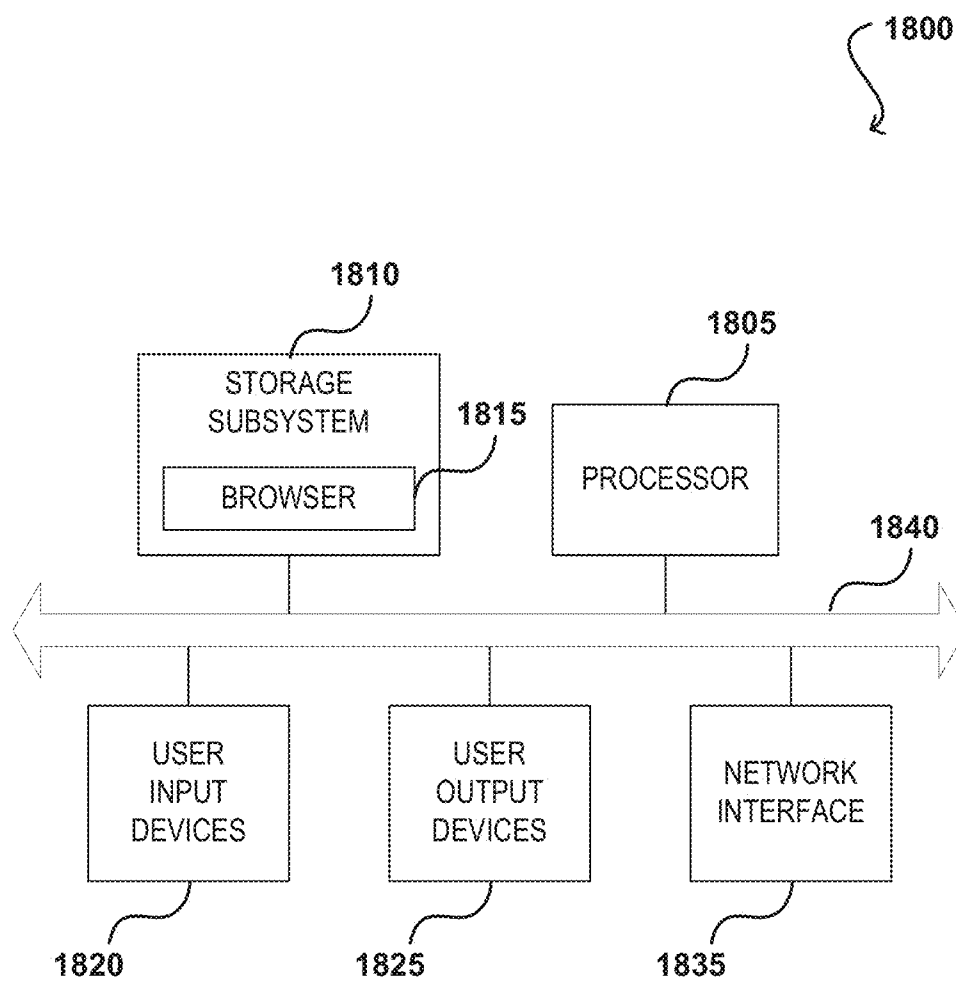 1800
1810
STORAGE
SUBSYSTEM
1815
BROWSER
1805
PROCESSOR
1840
USER
INPUT
DEVICES
USER
OUTPUT
DEVICES
NETWORK
INTERFACE
1820
1825
1835